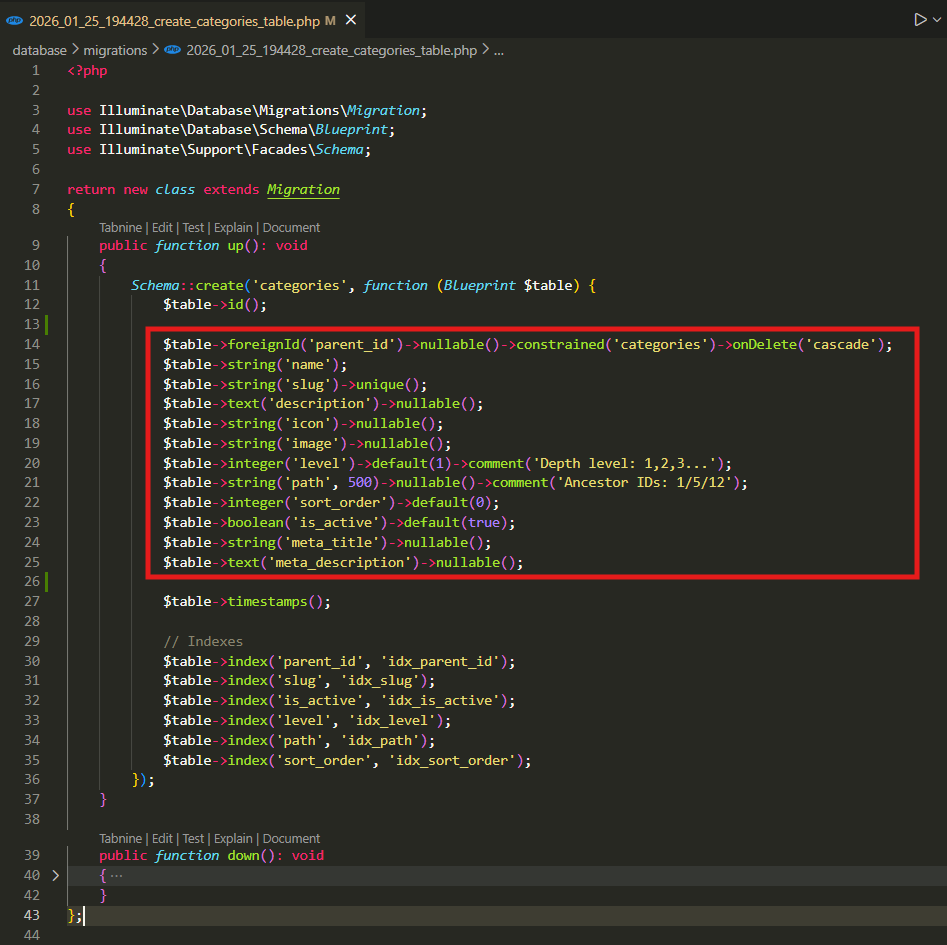 php 2026_01_25_194428_create_categories_table.php M
database > migrations > php 2026_01_25_194428_create_categories_table.php > ...
1 <?php
2
3 use Illuminate\Database\Migrations\Migration;
4 use Illuminate\Database\Schema\Blueprint;
5 use Illuminate\Support\Facades\Schema;
6
7 return new class extends Migration
8 {
Tabnine | Edit | Test | Explain | Document
9 public function up(): void
10 {
11 Schema::create('categories', function (Blueprint $table) {
12 $table->id();
13
14 $table->foreignId('parent_id')->nullable()->constrained('categories')->onDelete('cascade');
15 $table->string('name');
16 $table->string('slug')->unique();
17 $table->text('description')->nullable();
18 $table->string('icon')->nullable();
19 $table->string('image')->nullable();
20 $table->integer('level')->default(1)->comment('Depth level: 1,2,3...');
21 $table->string('path', 500)->nullable()->comment('Ancestor IDs: 1/5/12');
22 $table->integer('sort_order')->default(0);
23 $table->boolean('is_active')->default(true);
24 $table->string('meta_title')->nullable();
25 $table->text('meta_description')->nullable();
26
27 $table->timestamps();
28
29 // Indexes
30 $table->index('parent_id', 'idx_parent_id');
31 $table->index('slug', 'idx_slug');
32 $table->index('is_active', 'idx_is_active');
33 $table->index('level', 'idx_level');
34 $table->index('path', 'idx_path');
35 $table->index('sort_order', 'idx_sort_order');
36 });
37 }
38
Tabnine | Edit | Test | Explain | Document
39 public function down(): void
40 { ...
42 }
43 };
44